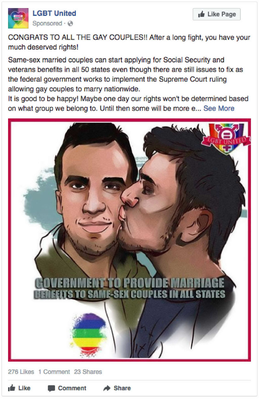 LGBT United
Like Page
Sponsored ·
CONGRATS TO ALL THE GAY COUPLES!! After a long fight, you have your
much deserved rights!
Same-sex married couples can start applying for Social Security and
veterans benefits in all 50 states even though there are still issues to fix as
the federal government works to implement the Supreme Court ruling
allowing gay couples to marry nationwide.
It is good to be happy! Maybe one day our rights won't be determined based
on what group we belong to. Until then some will be more e... See More
LGBT UNITED
GOVERNMENT TO PROVIDE MARRIAGE
BENEFITS TO SAME-SEX COUPLES IN ALL STATES
278 Likes 1 Comment 23 Shares
Like Comment Share